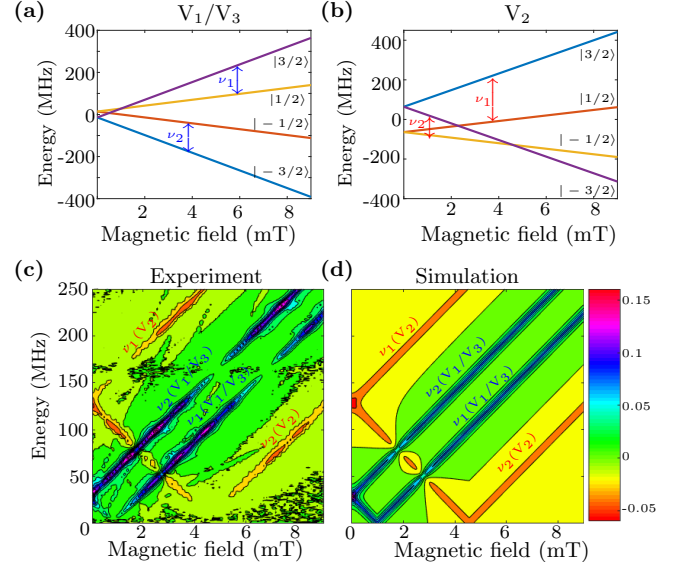 (a) V₁/V₃
400
200
0
-200
-400
Energy (MHz)
|3/2⟩
|1/2⟩
|− 1/2⟩
|− 3/2⟩
ν₁
ν₂
2 4 6 8
Magnetic field (mT)
(b) V₂
400
200
0
-200
-400
Energy (MHz)
|3/2⟩
|1/2⟩
|− 1/2⟩
|− 3/2⟩
ν₁
ν₂
2 4 6 8
Magnetic field (mT)
(c) Experiment
250
200
150
100
50
0
Energy (MHz)
ν₁(V₂)
ν₂(V₁/V₃)
ν₁(V₁/V₃)
ν₂(V₂)
2 4 6 8
Magnetic field (mT)
(d) Simulation
ν₁(V₂)
ν₂(V₁/V₃)
ν₁(V₁/V₃)
ν₂(V₂)
0 2 4 6 8
Magnetic field (mT)
0.15
0.1
0.05
0
-0.05